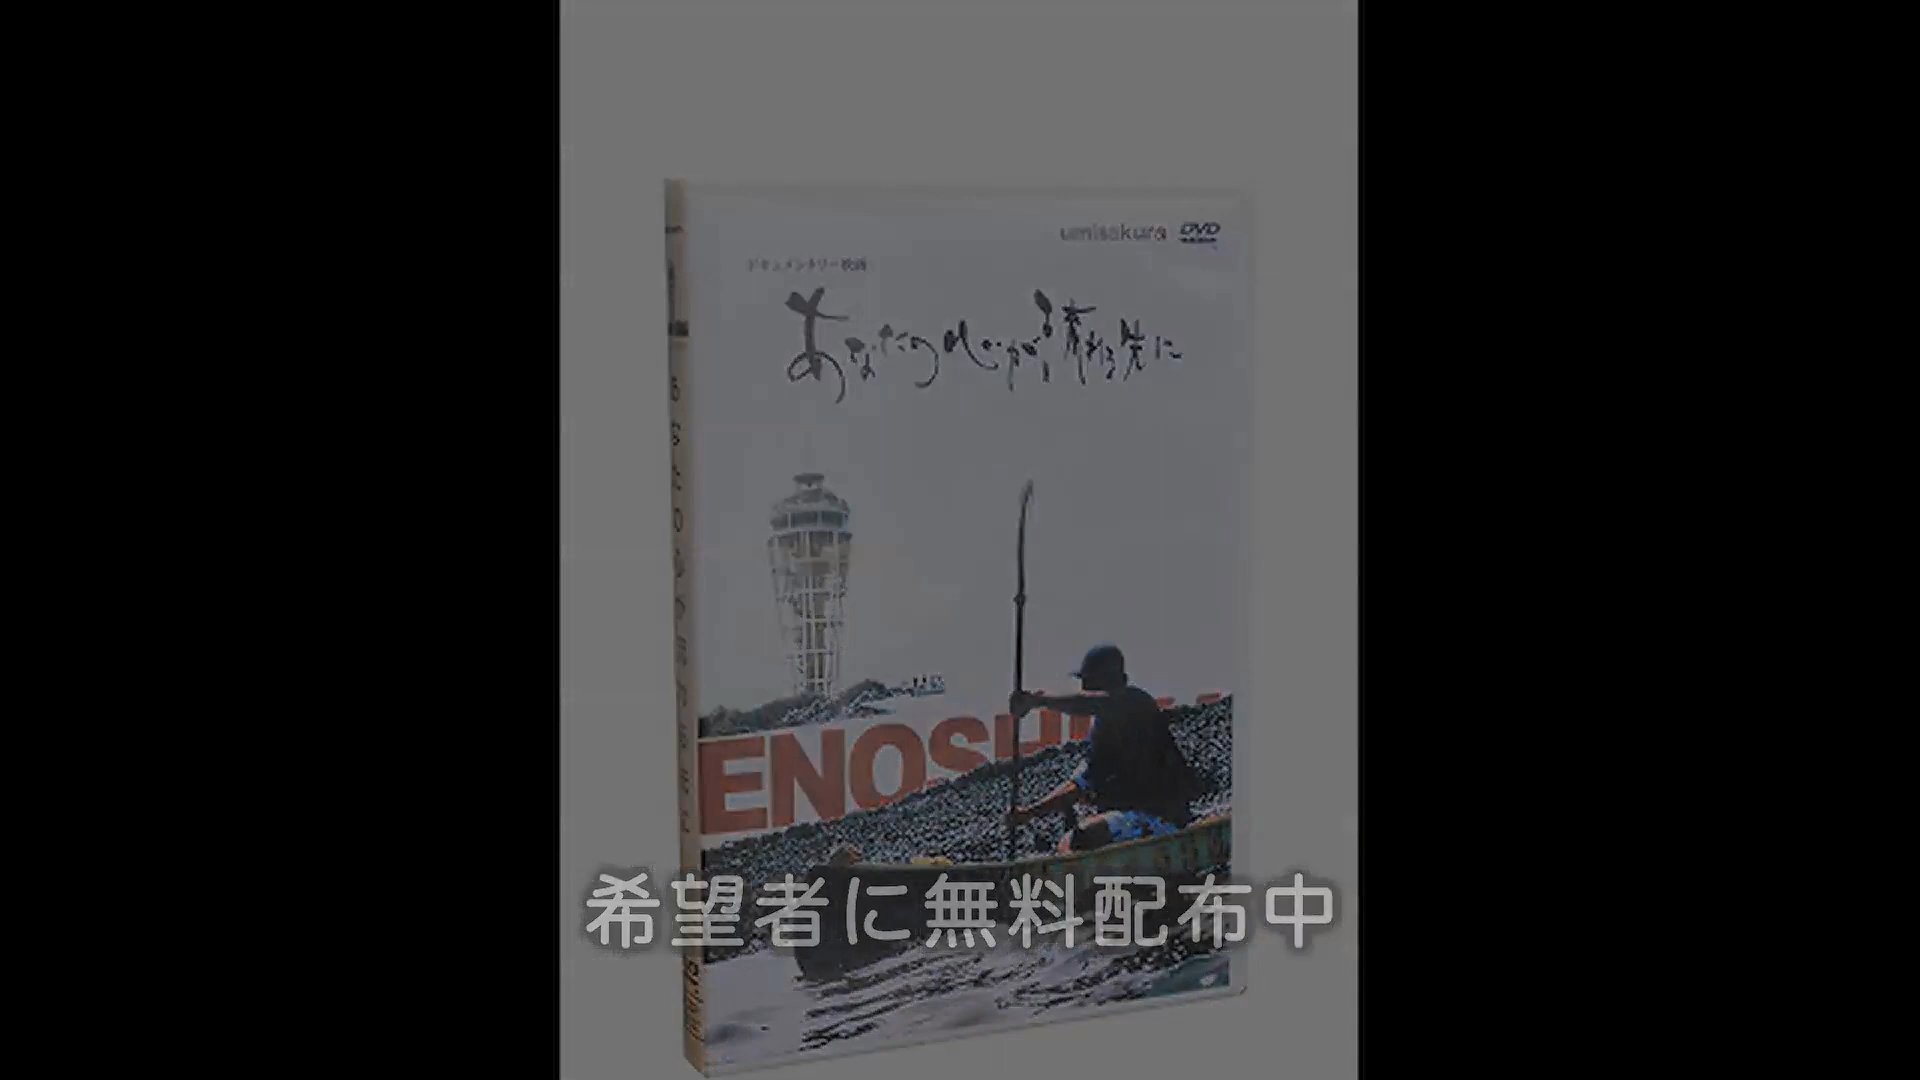 umisakura DVD
ドキュメンタリー映画
あなたの心が晴れる先に
ENOSHI
希望者に無料配布中